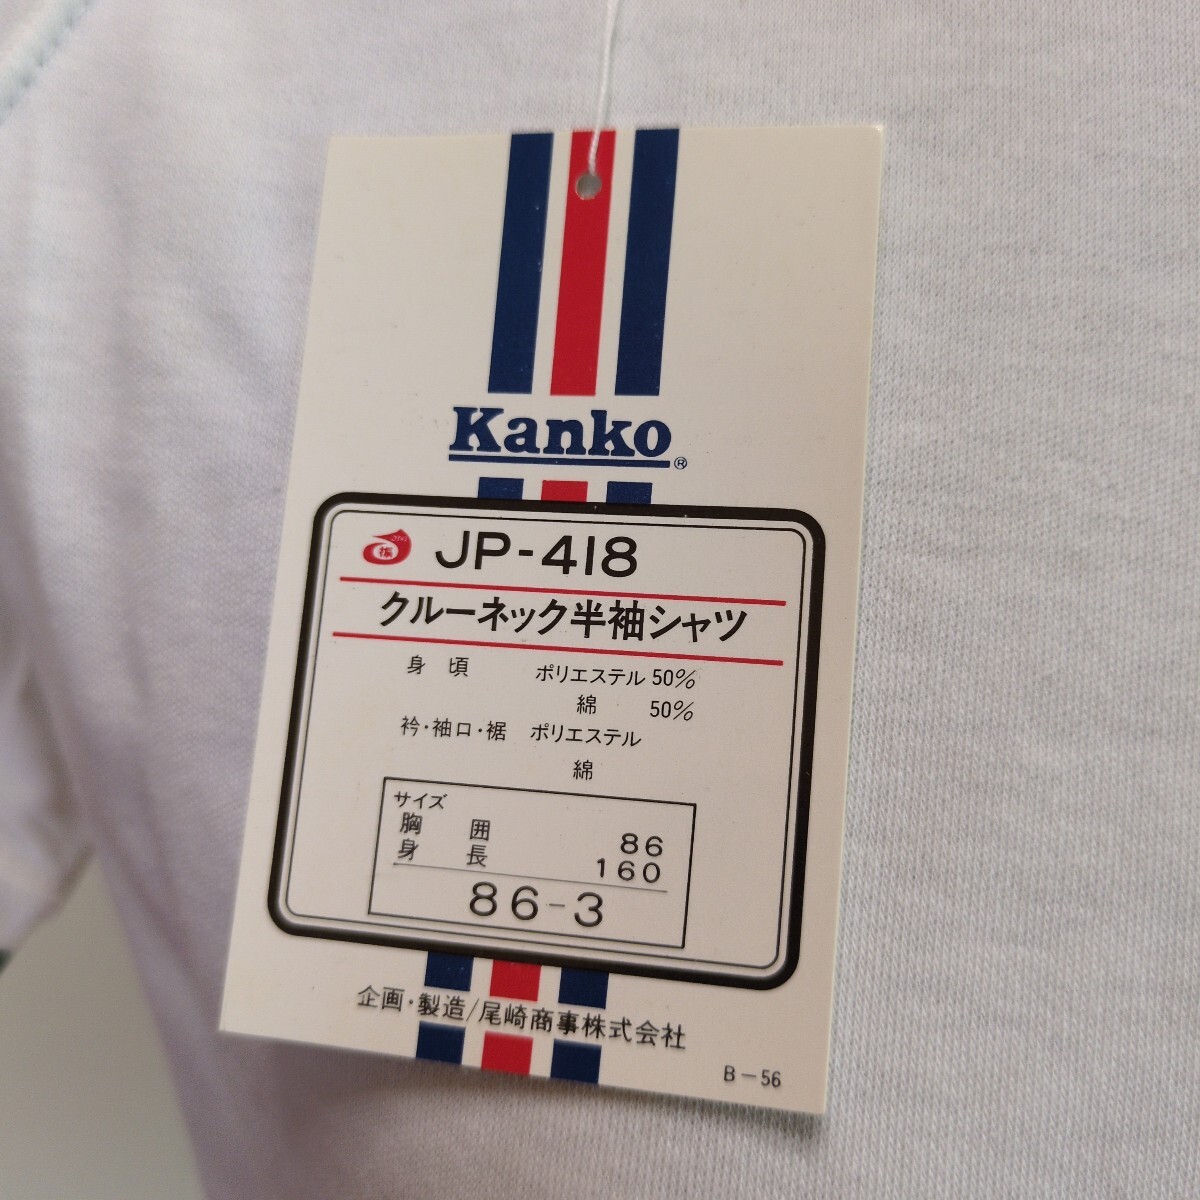 Kanko®
振 JP-418
クルーネック半袖シャツ
身頃 ポリエステル 50%
綿 50%
衿・袖口・裾 ポリエステル
綿
サイズ
胸囲 86
身長 160
86-3
企画・製造/尾崎商事株式会社
B-56